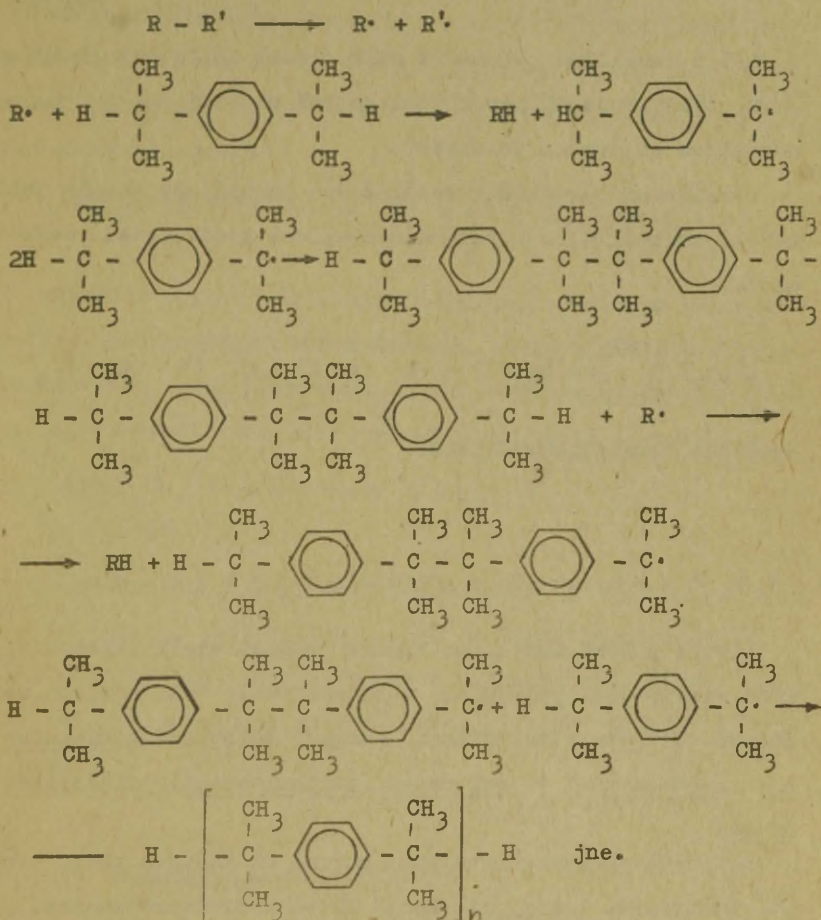 R - R' ⟶ R• + R'•
CH3 CH3 CH3 CH3
R• + H - C - - C - H ⟶ RH + HC - - C•
CH3 CH3 CH3 CH3
CH3 CH3 CH3 CH3 CH3 CH3
2H - C - - C• ⟶ H - C - - C - C - - C -
CH3 CH3 CH3 CH3 CH3 CH3
CH3 CH3 CH3 CH3
H - C - - C - C - - C - H + R• ⟶
CH3 CH3 CH3 CH3
CH3 CH3 CH3 CH3
⟶ RH + H - C - - C - C - - C•
CH3 CH3 CH3 CH3
CH3 CH3 CH3 CH3 CH3 CH3
H - C - - C - C - - C• + H - C - - C• ⟶
CH3 CH3 CH3 CH3 CH3 CH3
CH3 CH3
— H - [ - C - - C - ] - H jne.
CH3 CH3 n